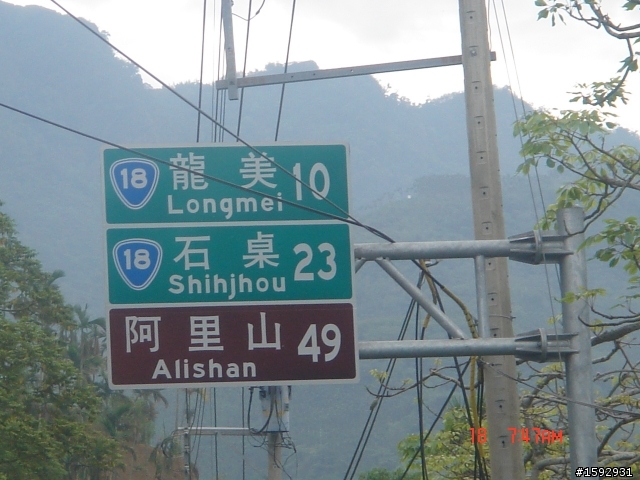 18 龍美 10
Longmei
18 石桌 23
Shihjhou
阿里山 49
Alishan
18 7:47AM
#1592931